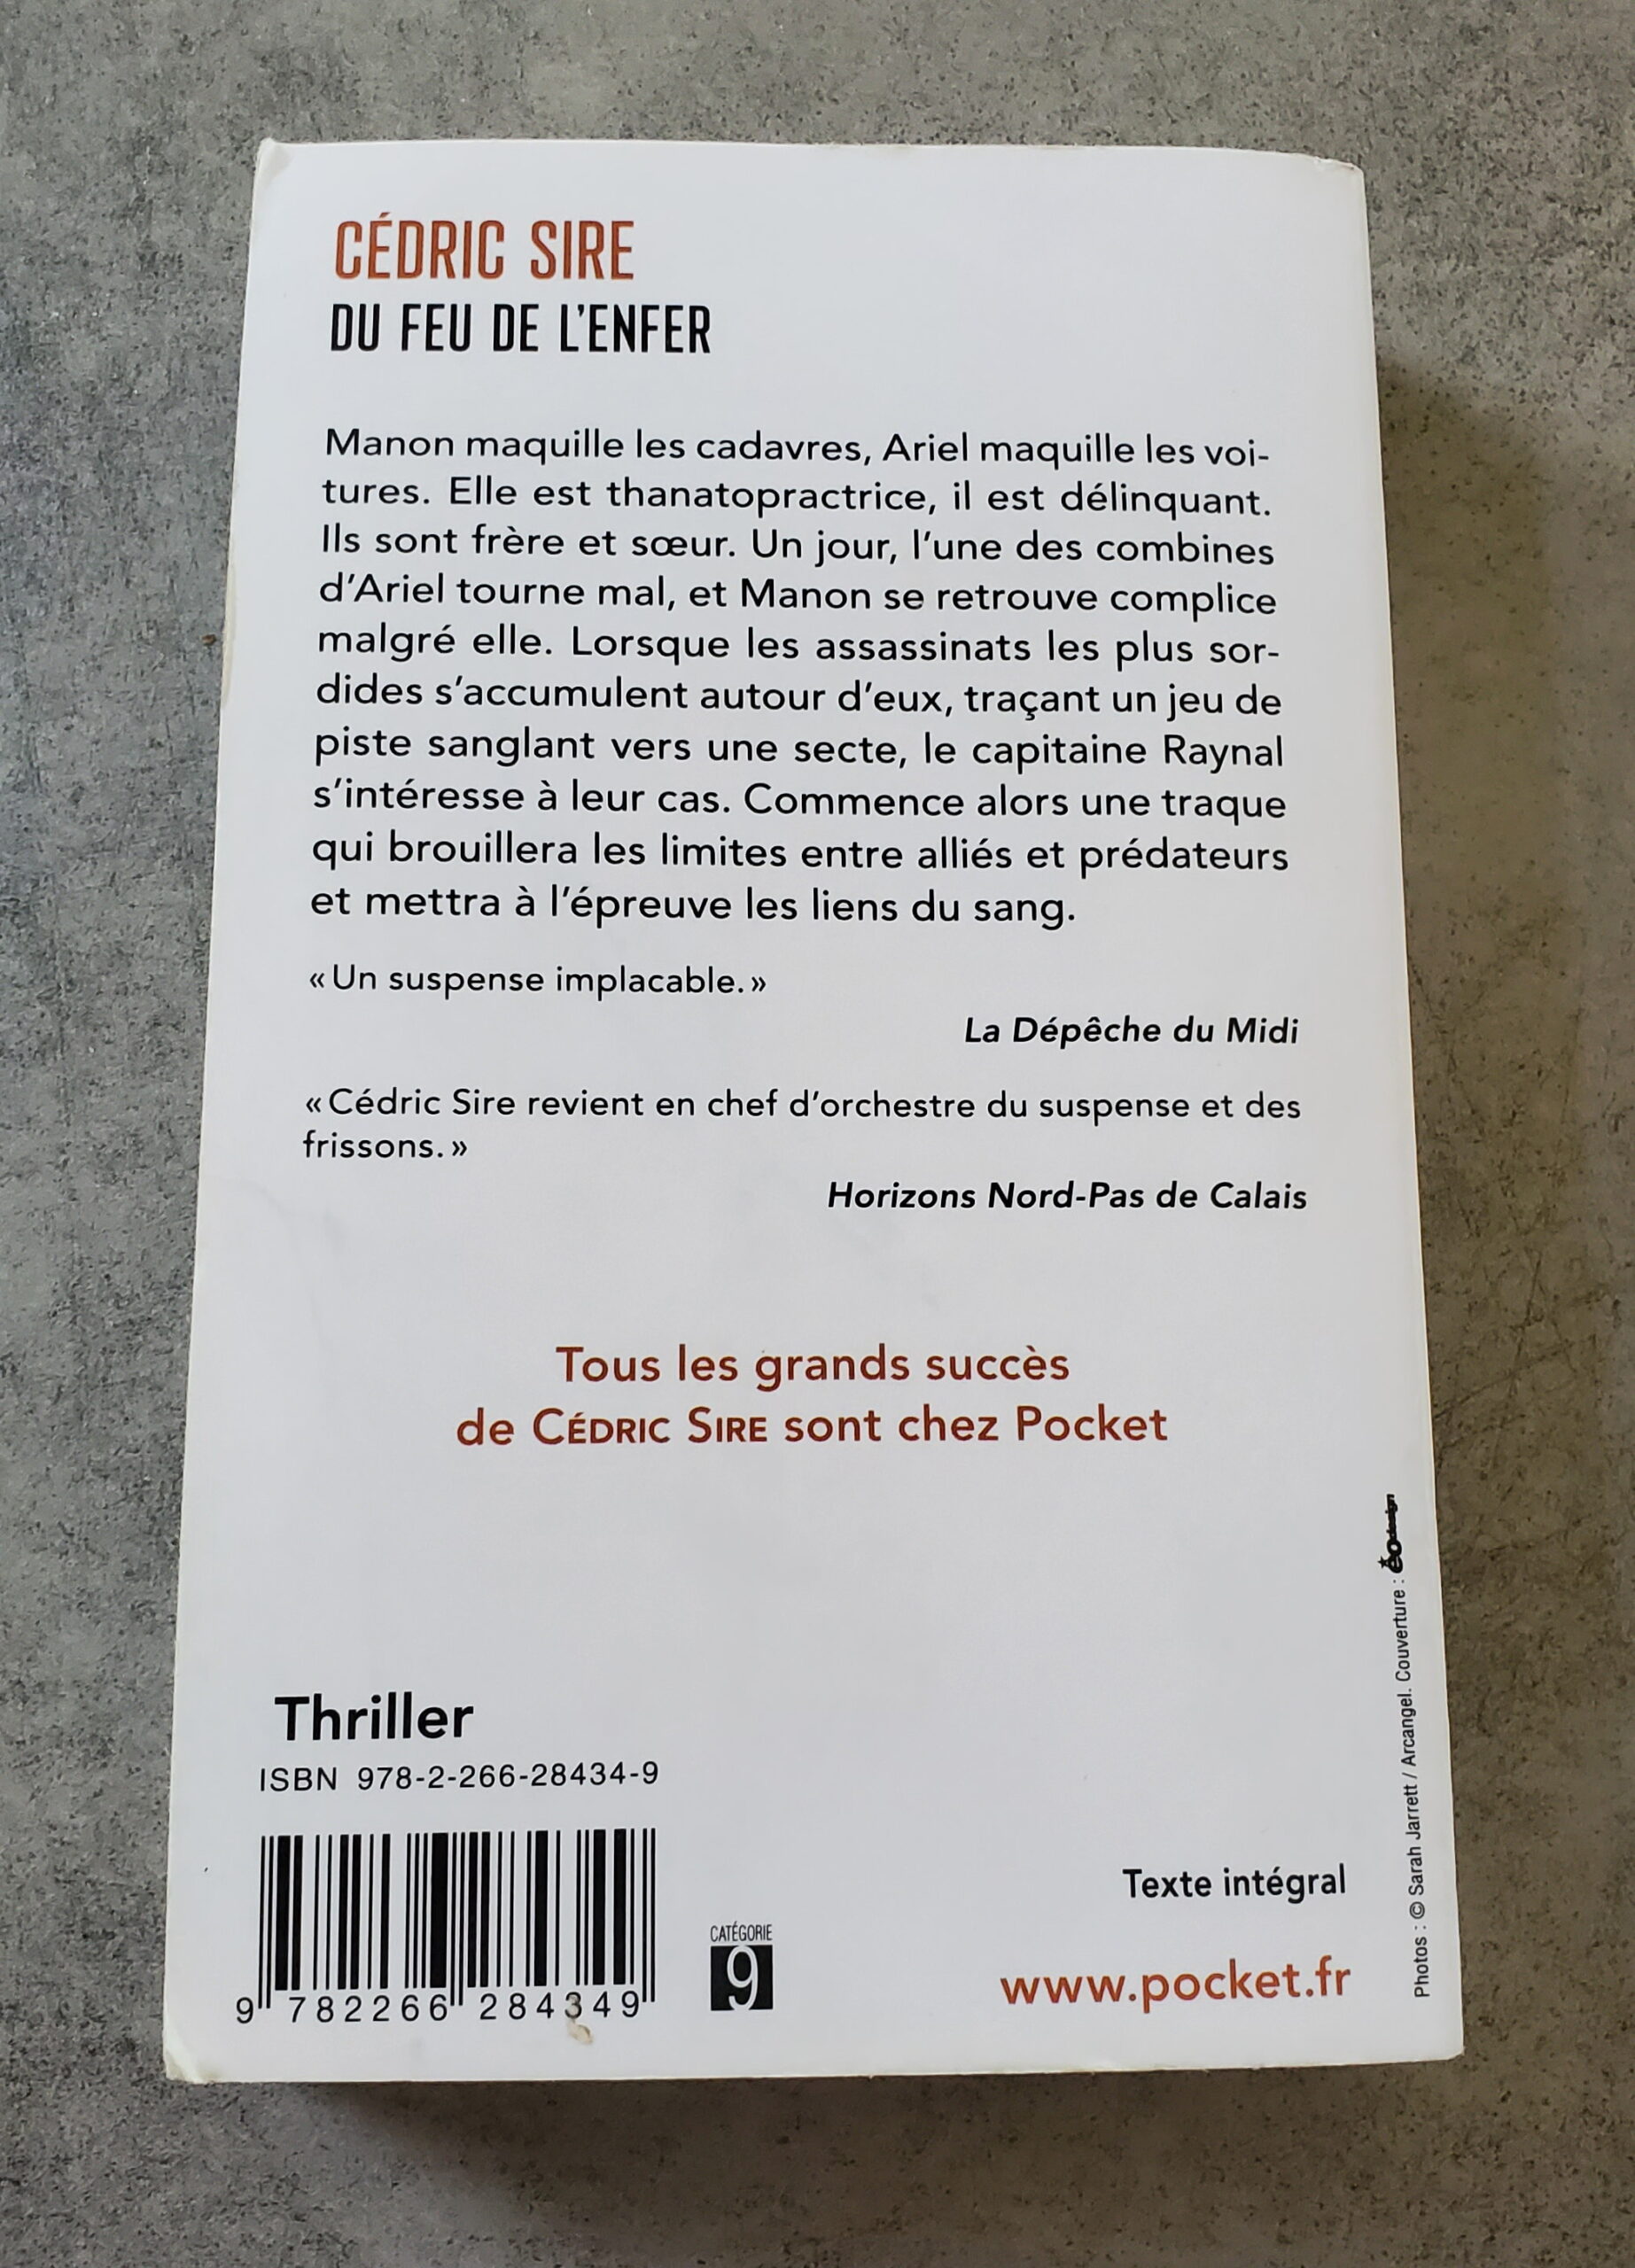 CÉDRIC SIRE
DU FEU DE L'ENFER
Manon maquille les cadavres, Ariel maquille les voi-
tures. Elle est thanatopractrice, il est délinquant.
Ils sont frère et sœur. Un jour, l'une des combines
d'Ariel tourne mal, et Manon se retrouve complice
malgré elle. Lorsque les assassinats les plus sor-
dides s'accumulent autour d'eux, traçant un jeu de
piste sanglant vers une secte, le capitaine Raynal
s'intéresse à leur cas. Commence alors une traque
qui brouillera les limites entre alliés et prédateurs
et mettra à l'épreuve les liens du sang.
« Un suspense implacable. »
La Dépêche du Midi
« Cédric Sire revient en chef d'orchestre du suspense et des
frissons. »
Horizons Nord-Pas de Calais
Tous les grands succès
de CÉDRIC SIRE sont chez Pocket
Thriller
ISBN 978-2-266-28434-9
9 782266 284349
CATÉGORIE
9
Texte intégral
www.pocket.fr
Photos : © Sarah Jarrett / Arcangel. Couverture : éodesign